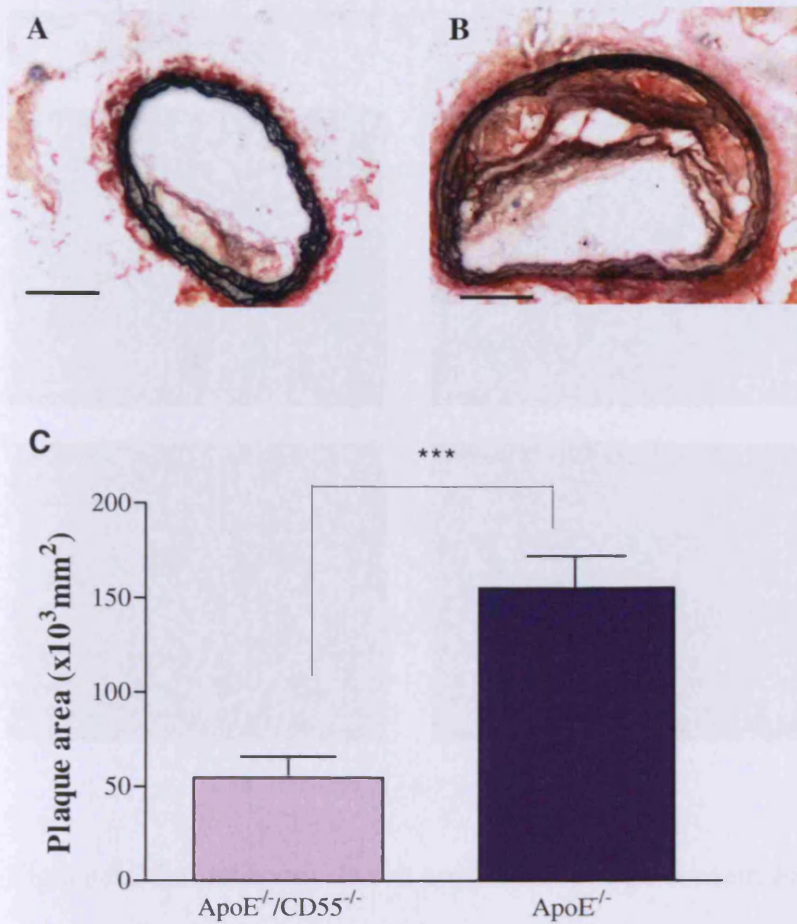 A
B
C
***
200
150
100
50
0
Plaque area (x10³mm²)
ApoE⁻/⁻/CD55⁻/⁻
ApoE⁻/⁻